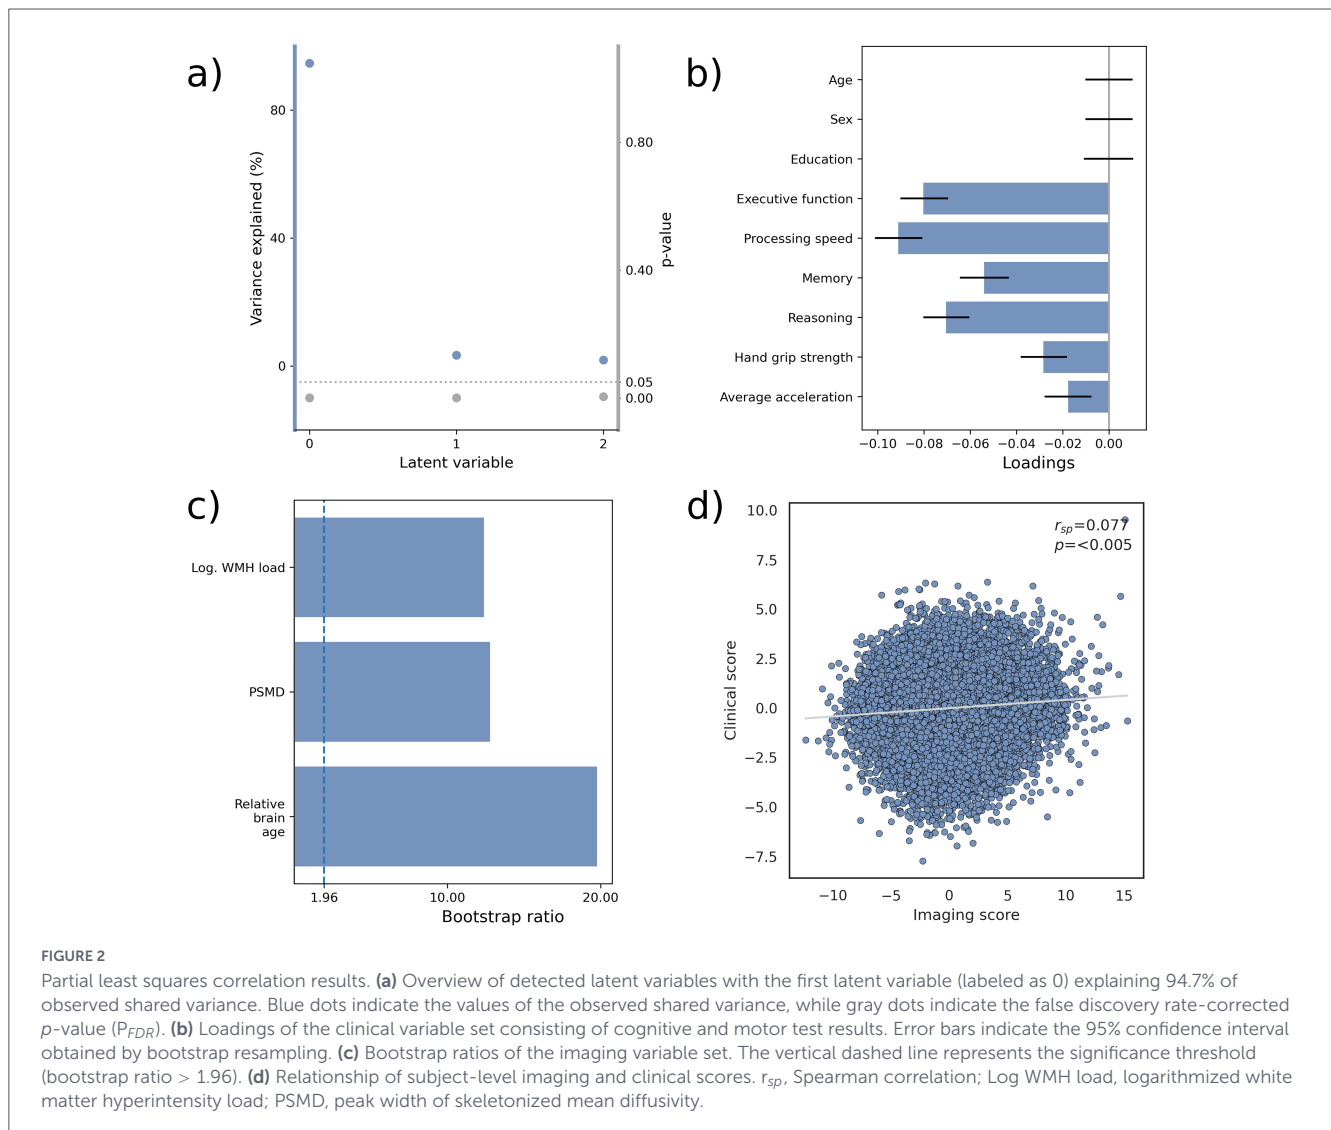 a)
Variance explained (%)
80
40
0
0.80
0.40
0.05
0.00
p-value
0
1
2
Latent variable
b)
Age
Sex
Education
Executive function
Processing speed
Memory
Reasoning
Hand grip strength
Average acceleration
−0.10 −0.08 −0.06 −0.04 −0.02 0.00
Loadings
c)
Log. WMH load
PSMD
Relative
brain
age
1.96 10.00 20.00
Bootstrap ratio
d)
Clinical score
10.0
7.5
5.0
2.5
0.0
−2.5
−5.0
−7.5
rsp=0.077
p=<0.005
−10 −5 0 5 10 15
Imaging score
FIGURE 2
Partial least squares correlation results. (a) Overview of detected latent variables with the first latent variable (labeled as 0) explaining 94.7% of
observed shared variance. Blue dots indicate the values of the observed shared variance, while gray dots indicate the false discovery rate-corrected
p-value (PFDR). (b) Loadings of the clinical variable set consisting of cognitive and motor test results. Error bars indicate the 95% confidence interval
obtained by bootstrap resampling. (c) Bootstrap ratios of the imaging variable set. The vertical dashed line represents the significance threshold
(bootstrap ratio > 1.96). (d) Relationship of subject-level imaging and clinical scores. rsp, Spearman correlation; Log WMH load, logarithmized white
matter hyperintensity load; PSMD, peak width of skeletonized mean diffusivity.